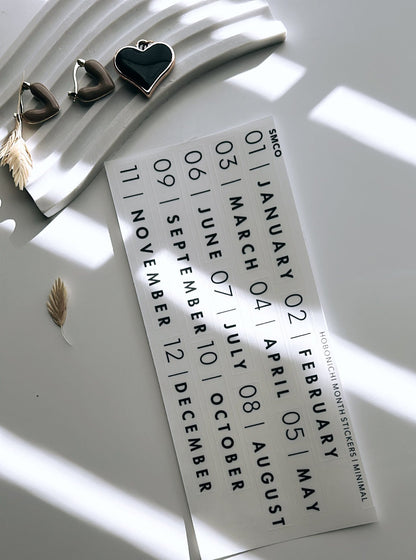 SMCO
01 | JANUARY 02 | FEBRUARY
03 | MARCH 04 | APRIL 05 | MAY
06 | JUNE 07 | JULY 08 | AUGUST
09 | SEPTEMBER 10 | OCTOBER
11 | NOVEMBER 12 | DECEMBER
HOBONICHI MONTH STICKERS | MINIMAL